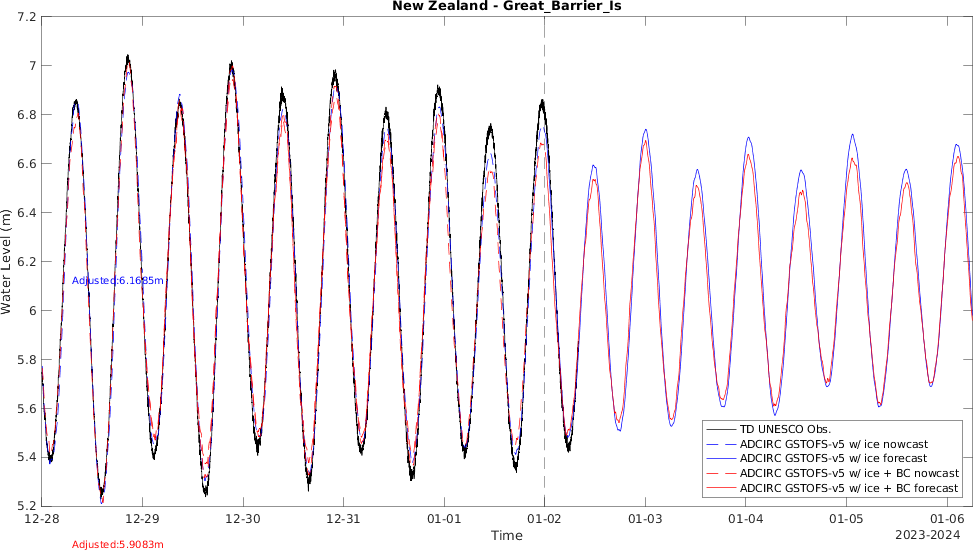 New Zealand - Great_Barrier_Is
7.2
7
6.8
6.6
6.4
6.2
6
5.8
5.6
5.4
5.2
Water Level (m)
Adjusted:6.1685m
TD UNESCO Obs.
ADCIRC GSTOFS-v5 w/ ice nowcast
ADCIRC GSTOFS-v5 w/ ice forecast
ADCIRC GSTOFS-v5 w/ ice + BC nowcast
ADCIRC GSTOFS-v5 w/ ice + BC forecast
12-28 12-29 12-30 12-31 01-01 01-02 01-03 01-04 01-05 01-06
Time
2023-2024
Adjusted:5.9083m